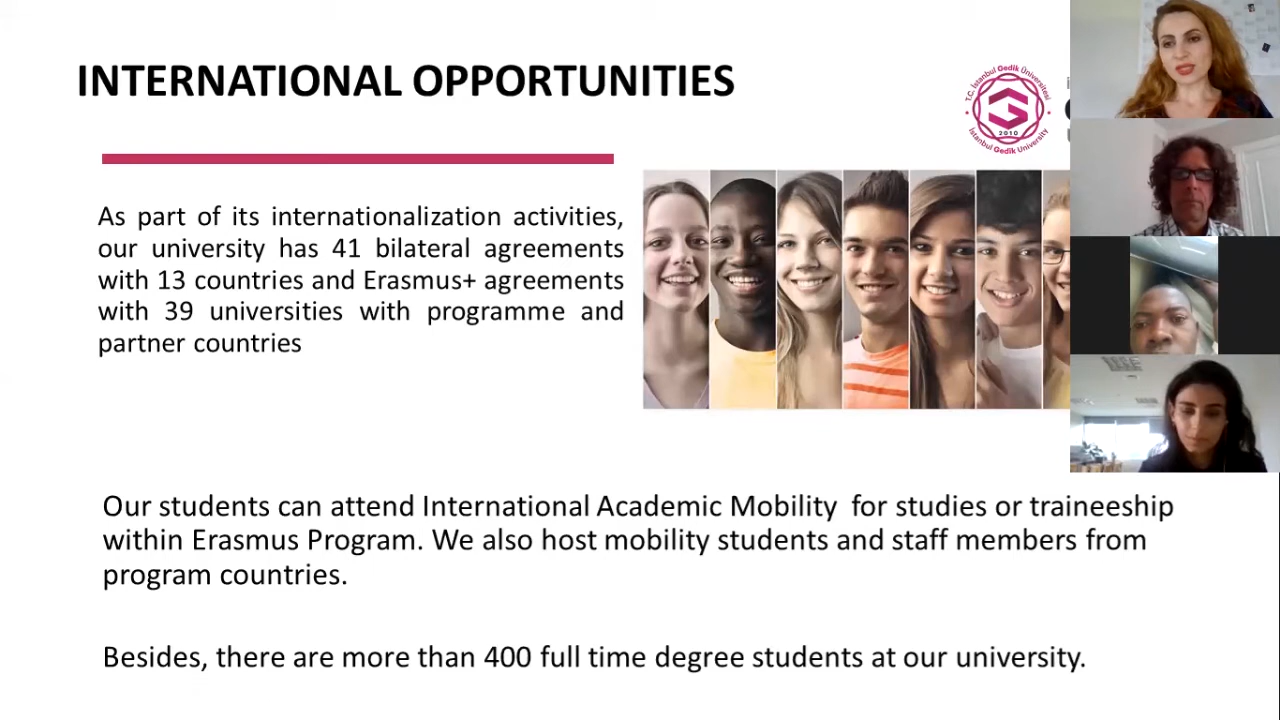 INTERNATIONAL OPPORTUNITIES
T.C. İstanbul Gedik Üniversitesi
2010
İstanbul Gedik University
As part of its internationalization activities,
our university has 41 bilateral agreements
with 13 countries and Erasmus+ agreements
with 39 universities with programme and
partner countries
Our students can attend International Academic Mobility for studies or traineeship
within Erasmus Program. We also host mobility students and staff members from
program countries.
Besides, there are more than 400 full time degree students at our university.